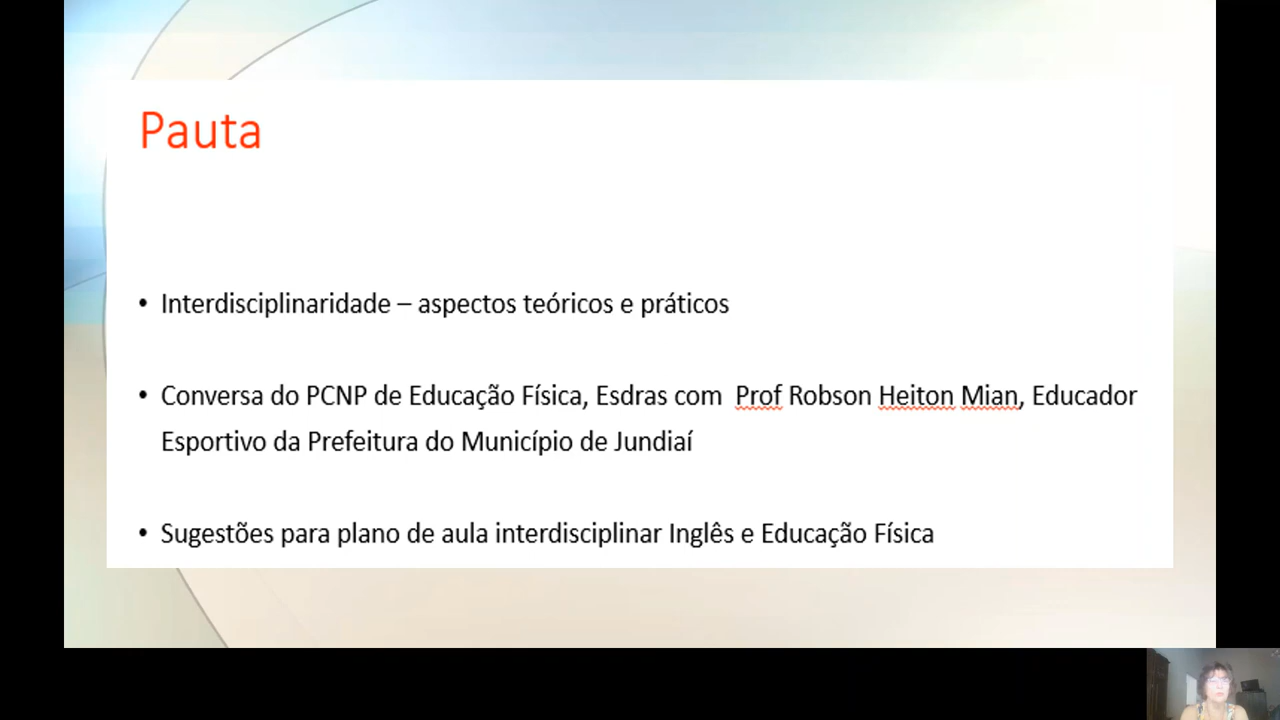 Pauta
• Interdisciplinaridade – aspectos teóricos e práticos
• Conversa do PCNP de Educação Física, Esdras com Prof Robson Heiton Mian, Educador
Esportivo da Prefeitura do Município de Jundiaí
• Sugestões para plano de aula interdisciplinar Inglês e Educação Física